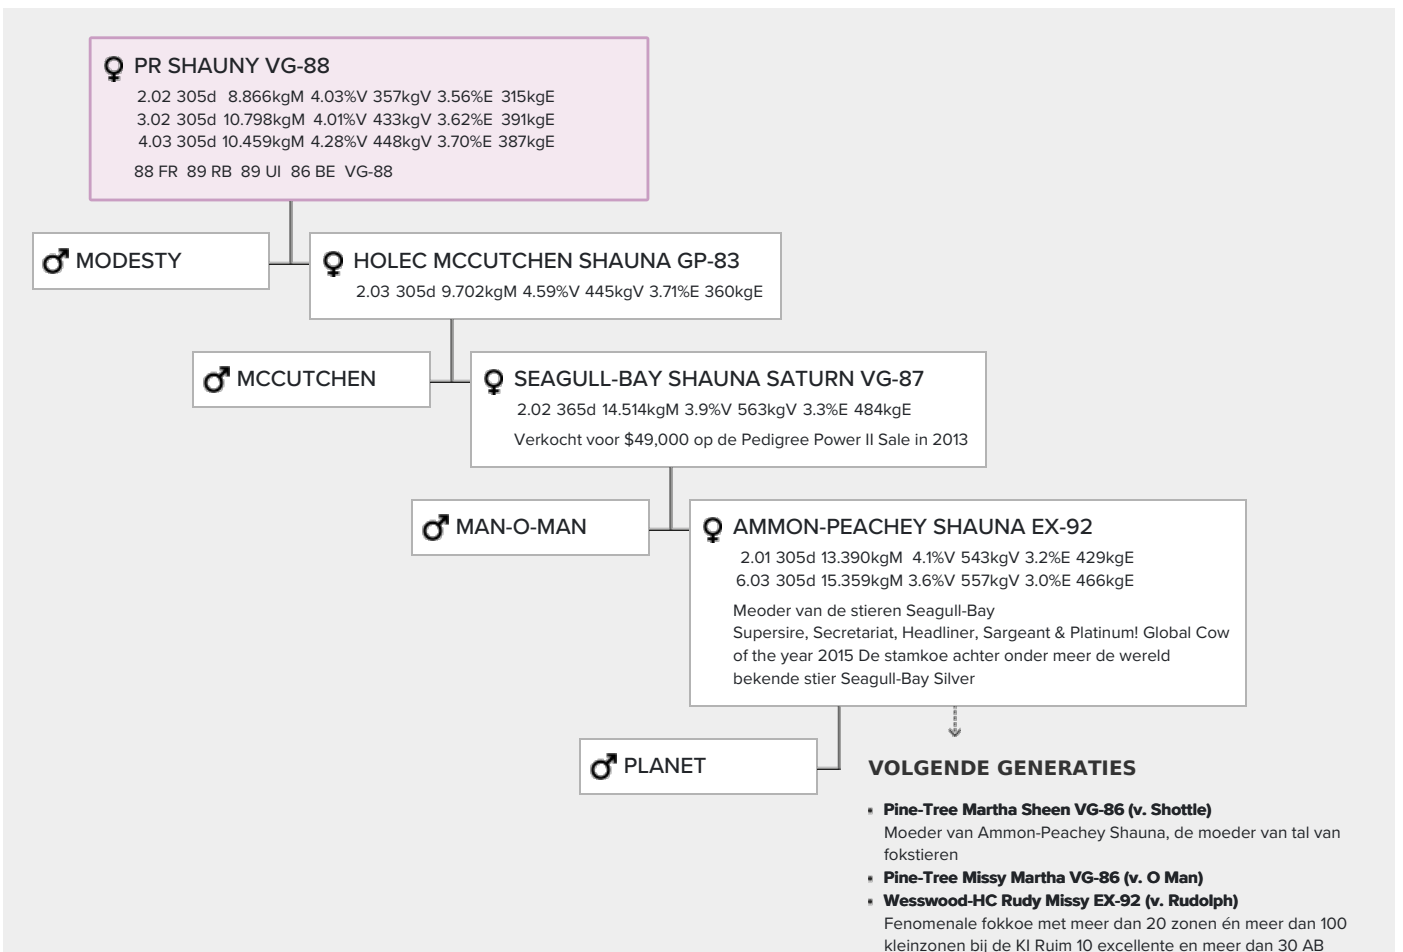 PR SHAUNY VG-88
2.02 305d 8.866kgM 4.03%V 357kgV 3.56%E 315kgE
3.02 305d 10.798kgM 4.01%V 433kgV 3.62%E 391kgE
4.03 305d 10.459kgM 4.28%V 448kgV 3.70%E 387kgE
88 FR 89 RB 89 UI 86 BE VG-88
MODESTY
HOLEC MCCUTCHEN SHAUNA GP-83
2.03 305d 9.702kgM 4.59%V 445kgV 3.71%E 360kgE
MCCUTCHEN
SEAGULL-BAY SHAUNA SATURN VG-87
2.02 365d 14.514kgM 3.9%V 563kgV 3.3%E 484kgE
Verkocht voor $49,000 op de Pedigree Power II Sale in 2013
MAN-O-MAN
AMMON-PEACHEY SHAUNA EX-92
2.01 305d 13.390kgM 4.1%V 543kgV 3.2%E 429kgE
6.03 305d 15.359kgM 3.6%V 557kgV 3.0%E 466kgE
Meoder van de stieren Seagull-Bay
Supersire, Secretariat, Headliner, Sargeant & Platinum! Global Cow
of the year 2015 De stamkoe achter onder meer de wereld
bekende stier Seagull-Bay Silver
PLANET
VOLGENDE GENERATIES
Pine-Tree Martha Sheen VG-86 (v. Shottle)
Moeder van Ammon-Peachey Shauna, de moeder van tal van
fokstieren
Pine-Tree Missy Martha VG-86 (v. O Man)
Wesswood-HC Rudy Missy EX-92 (v. Rudolph)
Fenomenale fokkoe met meer dan 20 zonen én meer dan 100
kleinzonen bij de KI Ruim 10 excellente en meer dan 30 AB